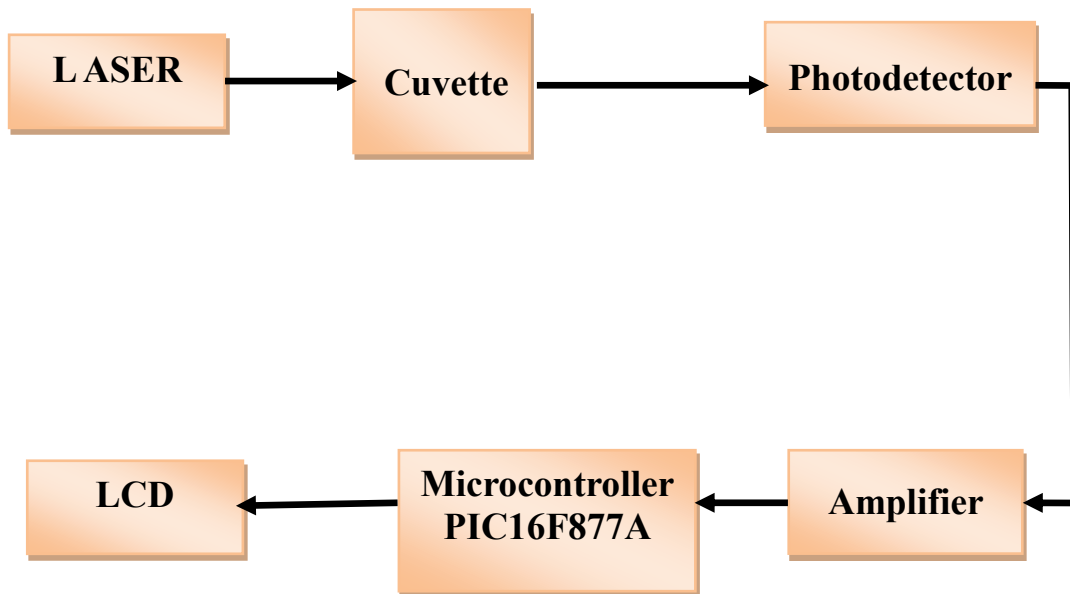 L ASER
Cuvette
Photodetector
LCD
Microcontroller
PIC16F877A
Amplifier